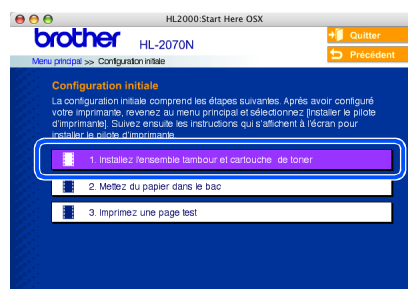 HL2000:Start Here OSX
brother
HL-2070N
Quitter
Précédent
Menu principal >> Configuration initiale
Configuration initiale
La configuration initiale comprend les étapes suivantes. Après avoir configuré
votre imprimante, revenez au menu principal et sélectionnez [Installer le pilote
d'imprimante]. Suivez ensuite les instructions qui s'affichent à l'écran pour
installer le pilote d'imprimante.
1. Installez l'ensemble tambour et cartouche de toner
2. Mettez du papier dans le bac
3. Imprimez une page test